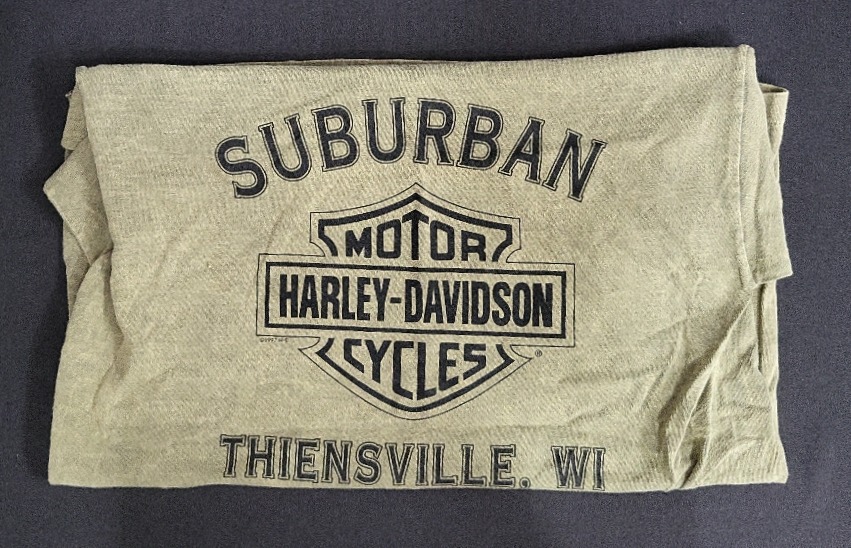 SUBURBAN
MOTOR
HARLEY-DAVIDSON
CYCLES
®
THIENSVILLE, WI